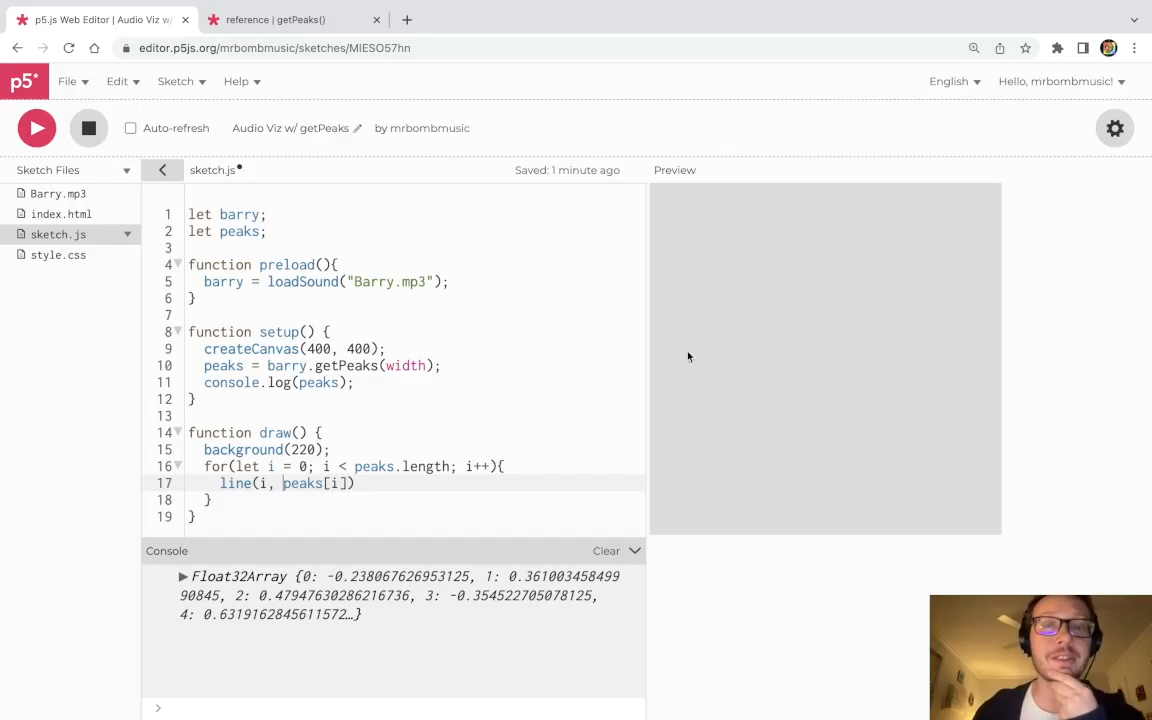 p5.js Web Editor | Audio Viz w/
reference | getPeaks()
editor.p5js.org/mrbombmusic/sketches/MIESO57hn
p5* File Edit Sketch Help English Hello, mrbombmusic!
Auto-refresh Audio Viz w/ getPeaks by mrbombmusic
Sketch Files sketch.js Saved: 1 minute ago Preview
Barry.mp3
index.html
sketch.js
style.css
1 let barry;
2 let peaks;
3
4 function preload(){
5 barry = loadSound("Barry.mp3");
6 }
7
8 function setup() {
9 createCanvas(400, 400);
10 peaks = barry.getPeaks(width);
11 console.log(peaks);
12 }
13
14 function draw() {
15 background(220);
16 for(let i = 0; i < peaks.length; i++){
17 line(i, peaks[i])
18 }
19 }
Console Clear
Float32Array {0: -0.238067626953125, 1: 0.361003458499
90845, 2: 0.47947630286216736, 3: -0.354522705078125,
4: 0.6319162845611572…}
>